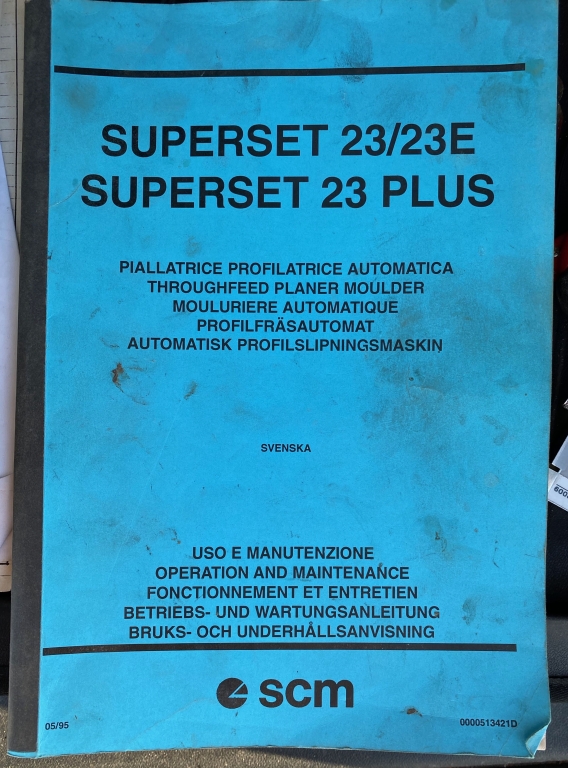 SUPERSET 23/23E
SUPERSET 23 PLUS
PIALLATRICE PROFILATRICE AUTOMATICA
THROUGHFEED PLANER MOULDER
MOULURIERE AUTOMATIQUE
PROFILFRÄSAUTOMAT
AUTOMATISK PROFILSLIPNINGSMASKIN
SVENSKA
USO E MANUTENZIONE
OPERATION AND MAINTENANCE
FONCTIONNEMENT ET ENTRETIEN
BETRIEBS- UND WARTUNGSANLEITUNG
BRUKS- OCH UNDERHÅLLSANVISNING
scm
05/95
0000513421D